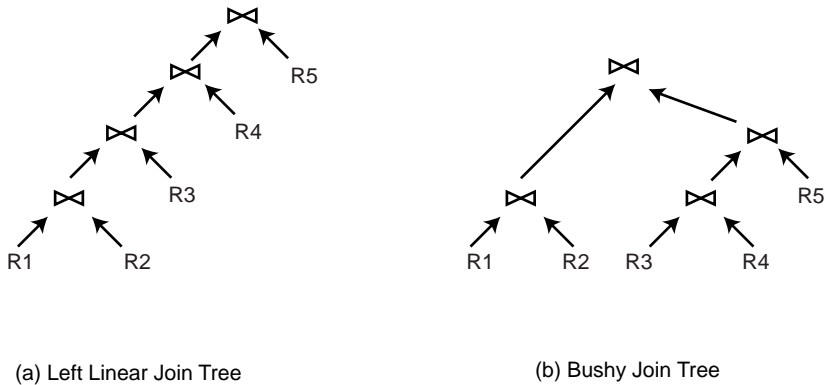 R5
R4
R3
R1 R2
R5
R1 R2 R3 R4
(a) Left Linear Join Tree
(b) Bushy Join Tree